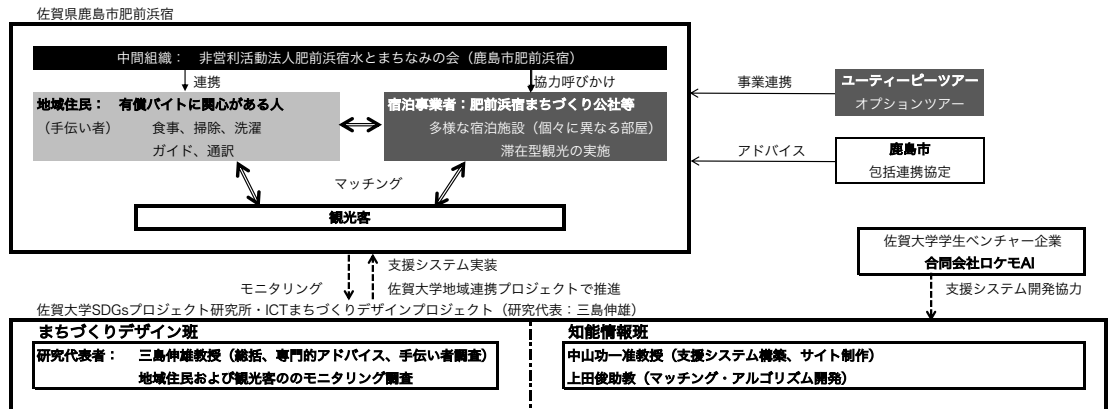 佐賀県鹿島市肥前浜宿
中間組織： 非営利活動法人肥前浜宿水とまちなみの会（鹿島市肥前浜宿）
連携
協力呼びかけ
地域住民： 有償バイトに関心がある人
（手伝い者） 食事、掃除、洗濯
ガイド、通訳
宿泊事業者：肥前浜宿まちづくり公社等
多様な宿泊施設（個々に異なる部屋）
滞在型観光の実施
マッチング
観光客
事業連携
ユーティーピーツアー
オプションツアー
アドバイス
鹿島市
包括連携協定
佐賀大学学生ベンチャー企業
合同会社ロケモAI
支援システム開発協力
モニタリング
支援システム実装
佐賀大学地域連携プロジェクトで推進
佐賀大学SDGsプロジェクト研究所・ICTまちづくりデザインプロジェクト（研究代表：三島伸雄）
まちづくりデザイン班
研究代表者： 三島伸雄教授（総括、専門的アドバイス、手伝い者調査）
地域住民および観光客ののモニタリング調査
知能情報班
中山功一准教授（支援システム構築、サイト制作）
上田俊助教（マッチング・アルゴリズム開発）